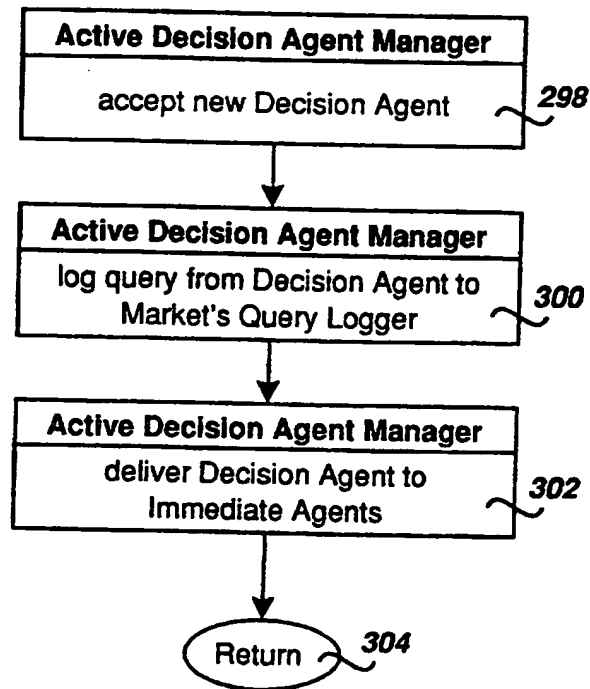 Active Decision Agent Manager
accept new Decision Agent
298
Active Decision Agent Manager
log query from Decision Agent to
Market's Query Logger
300
Active Decision Agent Manager
deliver Decision Agent to
Immediate Agents
302
Return
304